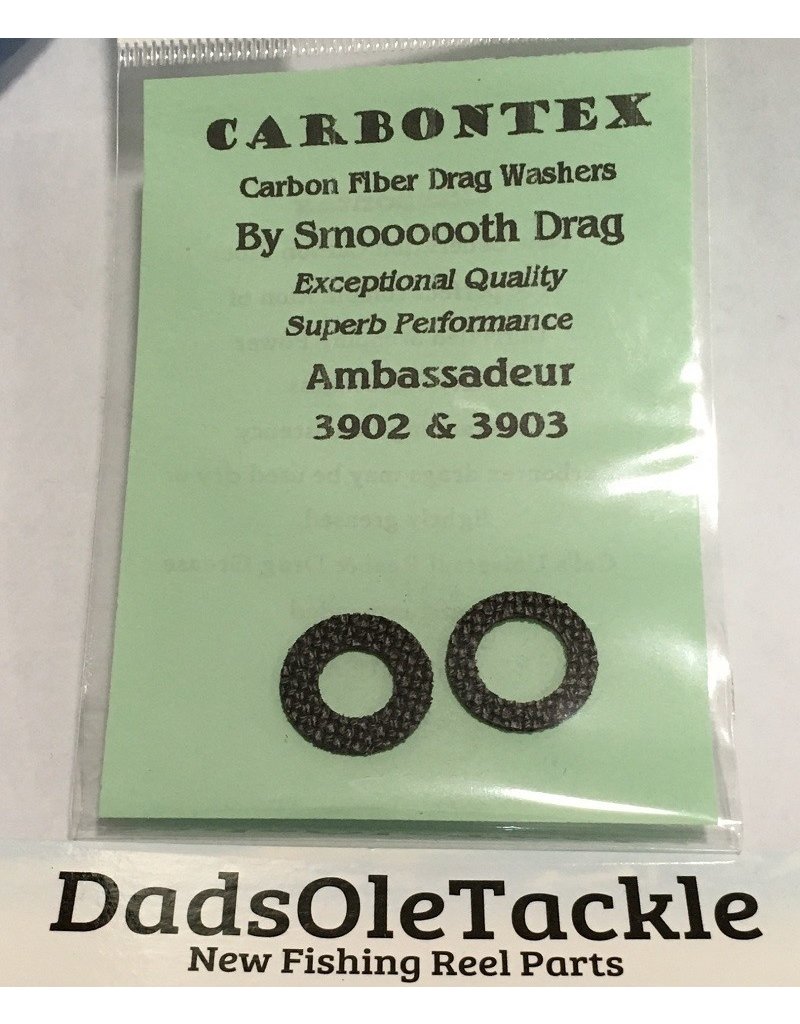 CARBONTEX
Carbon Fiber Drag Washers
By Smooooooth Drag
Exceptional Quality
Superb Performance
Ambassadeur
3902 & 3903
DadsOleTackle
New Fishing Reel Parts